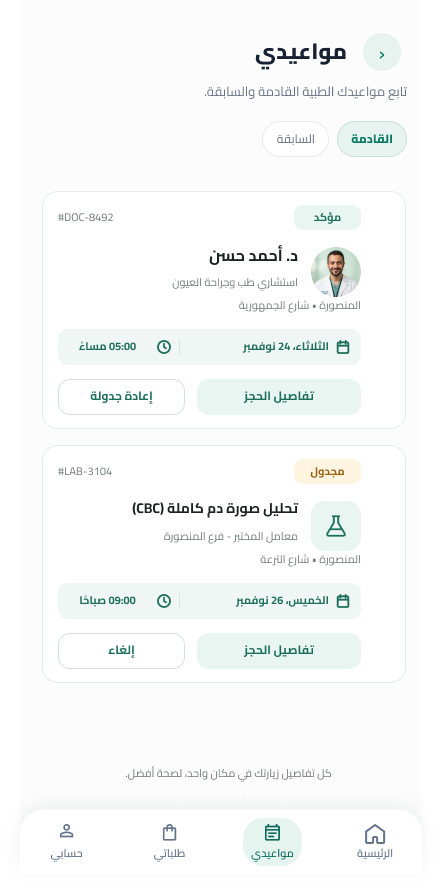 مواعيدي
تابع مواعيدك الطبية القادمة والسابقة.
القادمة
السابقة
مؤكد
#DOC-8492
د. أحمد حسن
استشاري طب وجراحة العيون
المنصورة • شارع الجمهورية
الثلاثاء، 24 نوفمبر
05:00 مساءً
تفاصيل الحجز
إعادة جدولة
مجدول
#LAB-3104
تحليل صورة دم كاملة (CBC)
معامل المختبر - فرع المنصورة
المنصورة • شارع الترعة
الخميس، 26 نوفمبر
09:00 صباحًا
تفاصيل الحجز
إلغاء
كل تفاصيل زيارتك في مكان واحد، لصحة أفضل.
الرئيسية
مواعيدي
طلباتي
حسابي